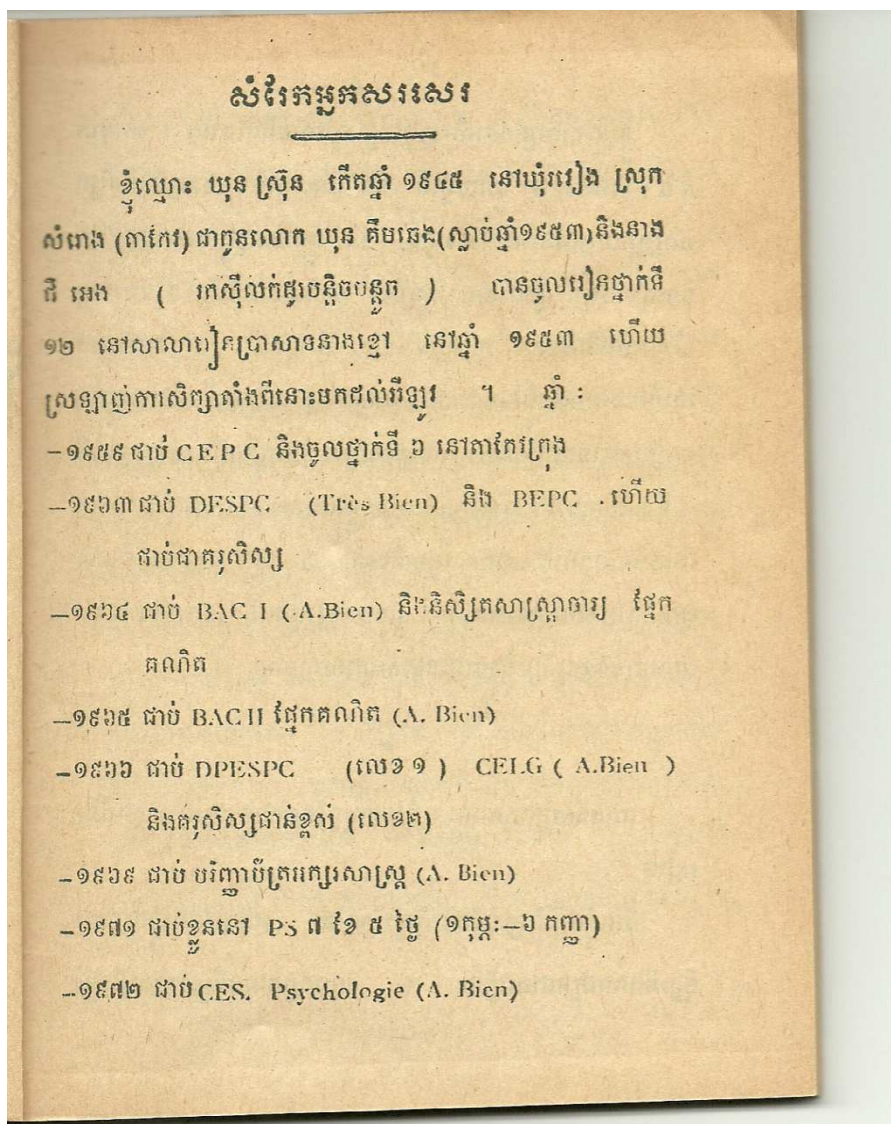 សំរែកអ្នកសរសេរ
ខ្ញុំឈ្មោះ ឃុន ស្រ៊ុន កើតឆ្នាំ ១៩៤៥ នៅឃុំរវៀង ស្រុក
សំរោង (តាកែវ) ជាកូនលោក ឃុន គឹមឆេង(ស្លាប់ឆ្នាំ១៩៥៣)និងនាង
ជី អេង ( រកស៊ីលក់ដូរបន្តិចបន្តួច ) បានចូលរៀនថ្នាក់ទី
១២ នៅសាលារៀនប្រាសាទនាងខ្មៅ នៅឆ្នាំ ១៩៥៣ ហើយ
ស្រឡាញ់ការសិក្សាតាំងពីនោះមកដល់អីឡូវ ។ ឆ្នាំ :
–១៩៥៩ ជាប់ CEPC និងចូលថ្នាក់ទី ៦ នៅតាកែវក្រុង
–១៩៦៣ ជាប់ DESPC (Très Bien) និង BEPC ហើយ
ជាប់ជាគរុសិស្ស
–១៩៦៤ ជាប់ BAC I (A.Bien) និងនិស្សិតសាស្ត្រាចារ្យ ផ្នែក
គណិត
–១៩៦៥ ជាប់ BAC II ផ្នែកគណិត (A. Bien)
–១៩៦៦ ជាប់ DPESPC (លេខ ១ ) CELG ( A.Bien )
និងគរុសិស្សជាន់ខ្ពស់ (លេខ២)
–១៩៦៩ ជាប់ បរិញ្ញាប័ត្រអក្សរសាស្ត្រ (A. Bien)
–១៩៧១ ជាប់ខ្លួននៅ PS ៧ ខែ ៥ ថ្ងៃ (១កុម្ភ:–៦ កញ្ញា)
–១៩៧២ ជាប់CES. Psychologie (A. Bien)